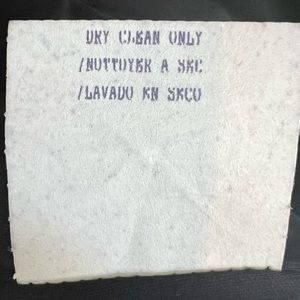 DRY CLEAN ONLY
/NETTOYER A SEC
/LAVADO EN SECO